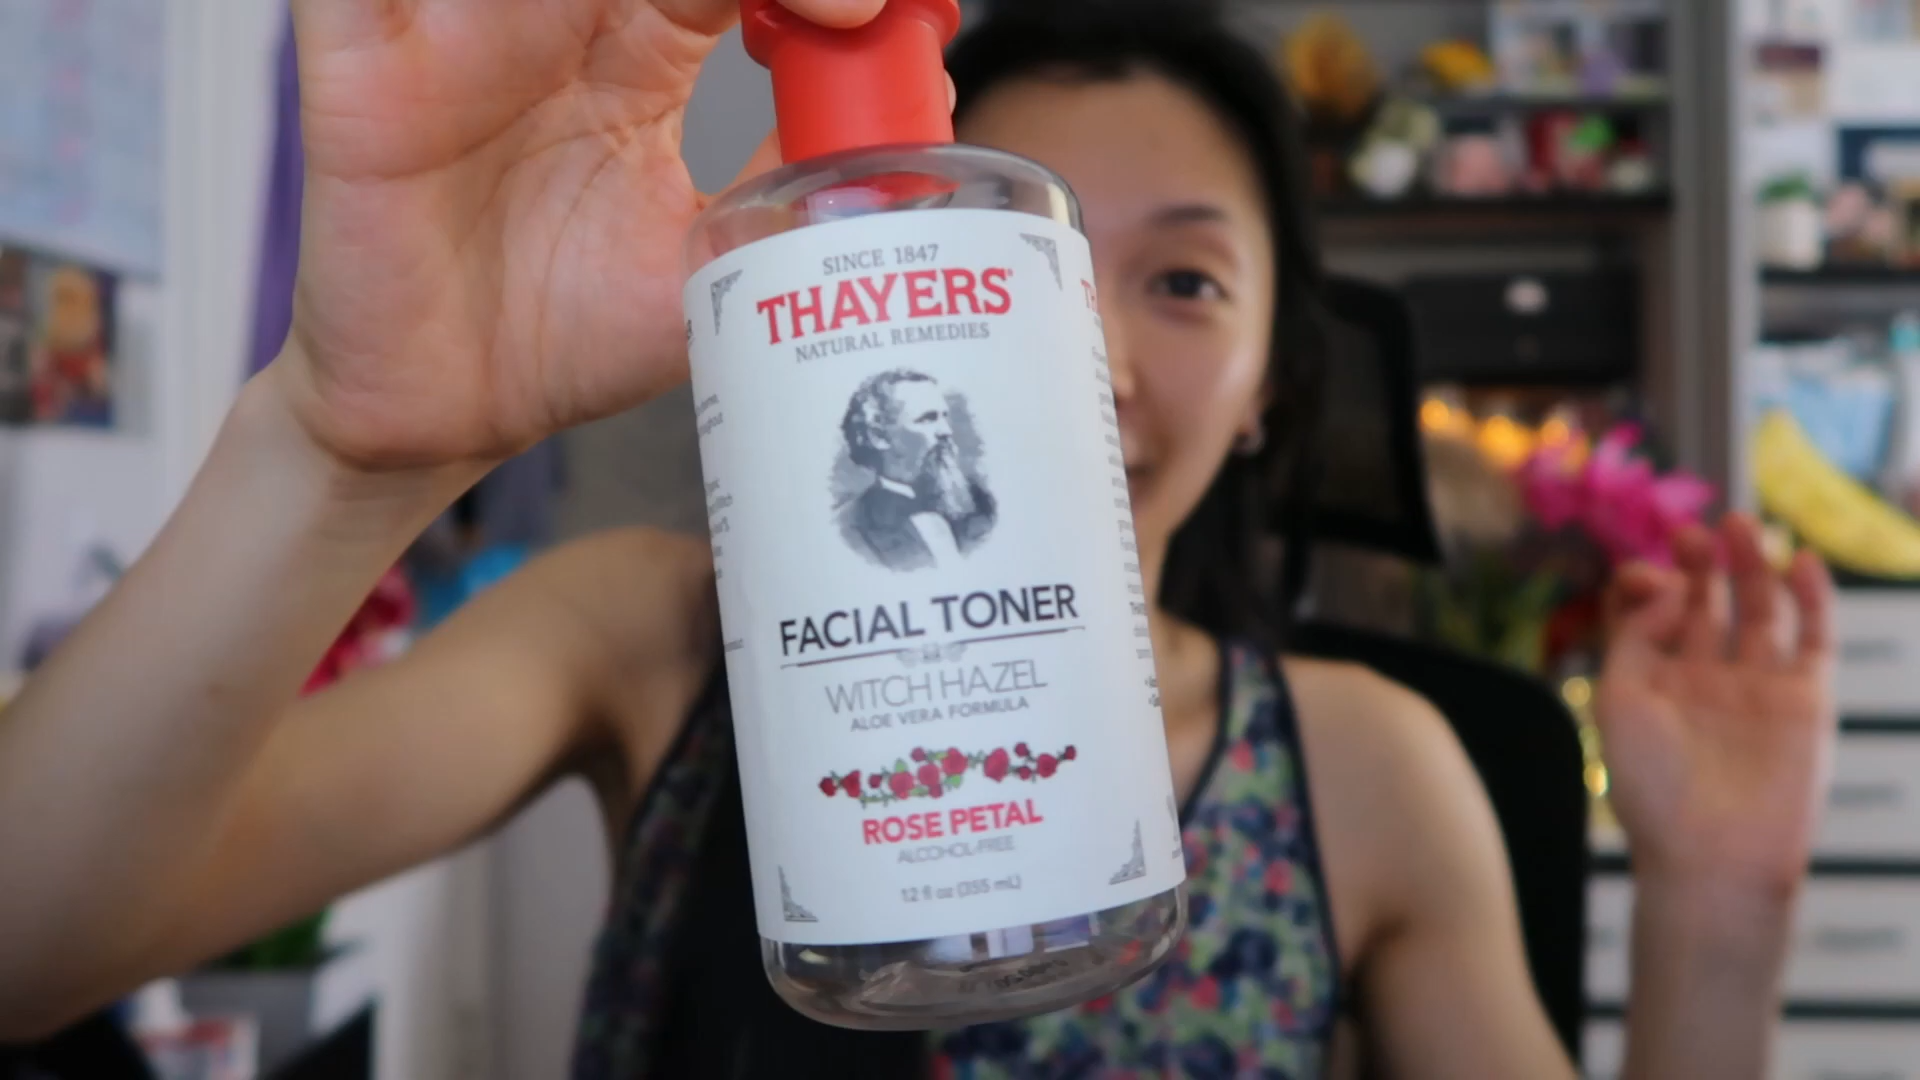 SINCE 1847
THAYERS
NATURAL REMEDIES
FACIAL TONER
WITCH HAZEL
ALOE VERA FORMULA
ROSE PETAL
ALCOHOL-FREE
12 fl oz (355 mL)